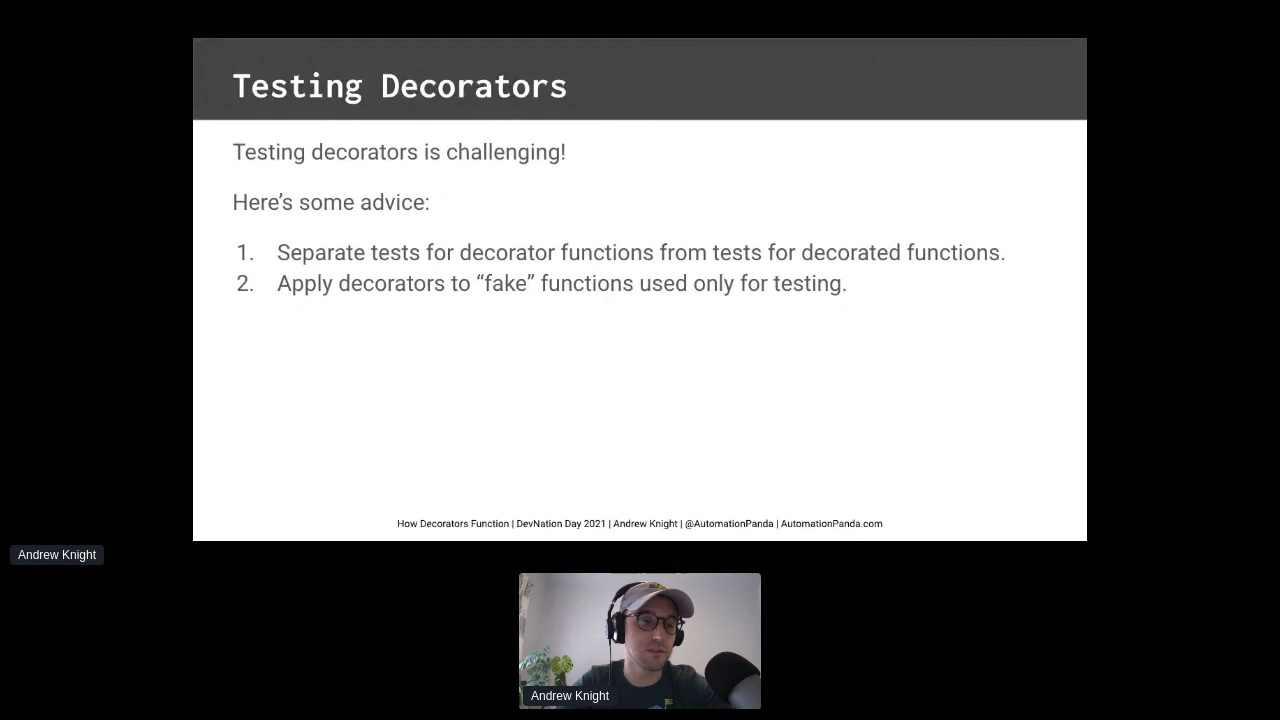 Testing Decorators
Testing decorators is challenging!
Here’s some advice:
1. Separate tests for decorator functions from tests for decorated functions.
2. Apply decorators to “fake” functions used only for testing.
How Decorators Function | DevNation Day 2021 | Andrew Knight | @AutomationPanda | AutomationPanda.com
Andrew Knight
Andrew Knight